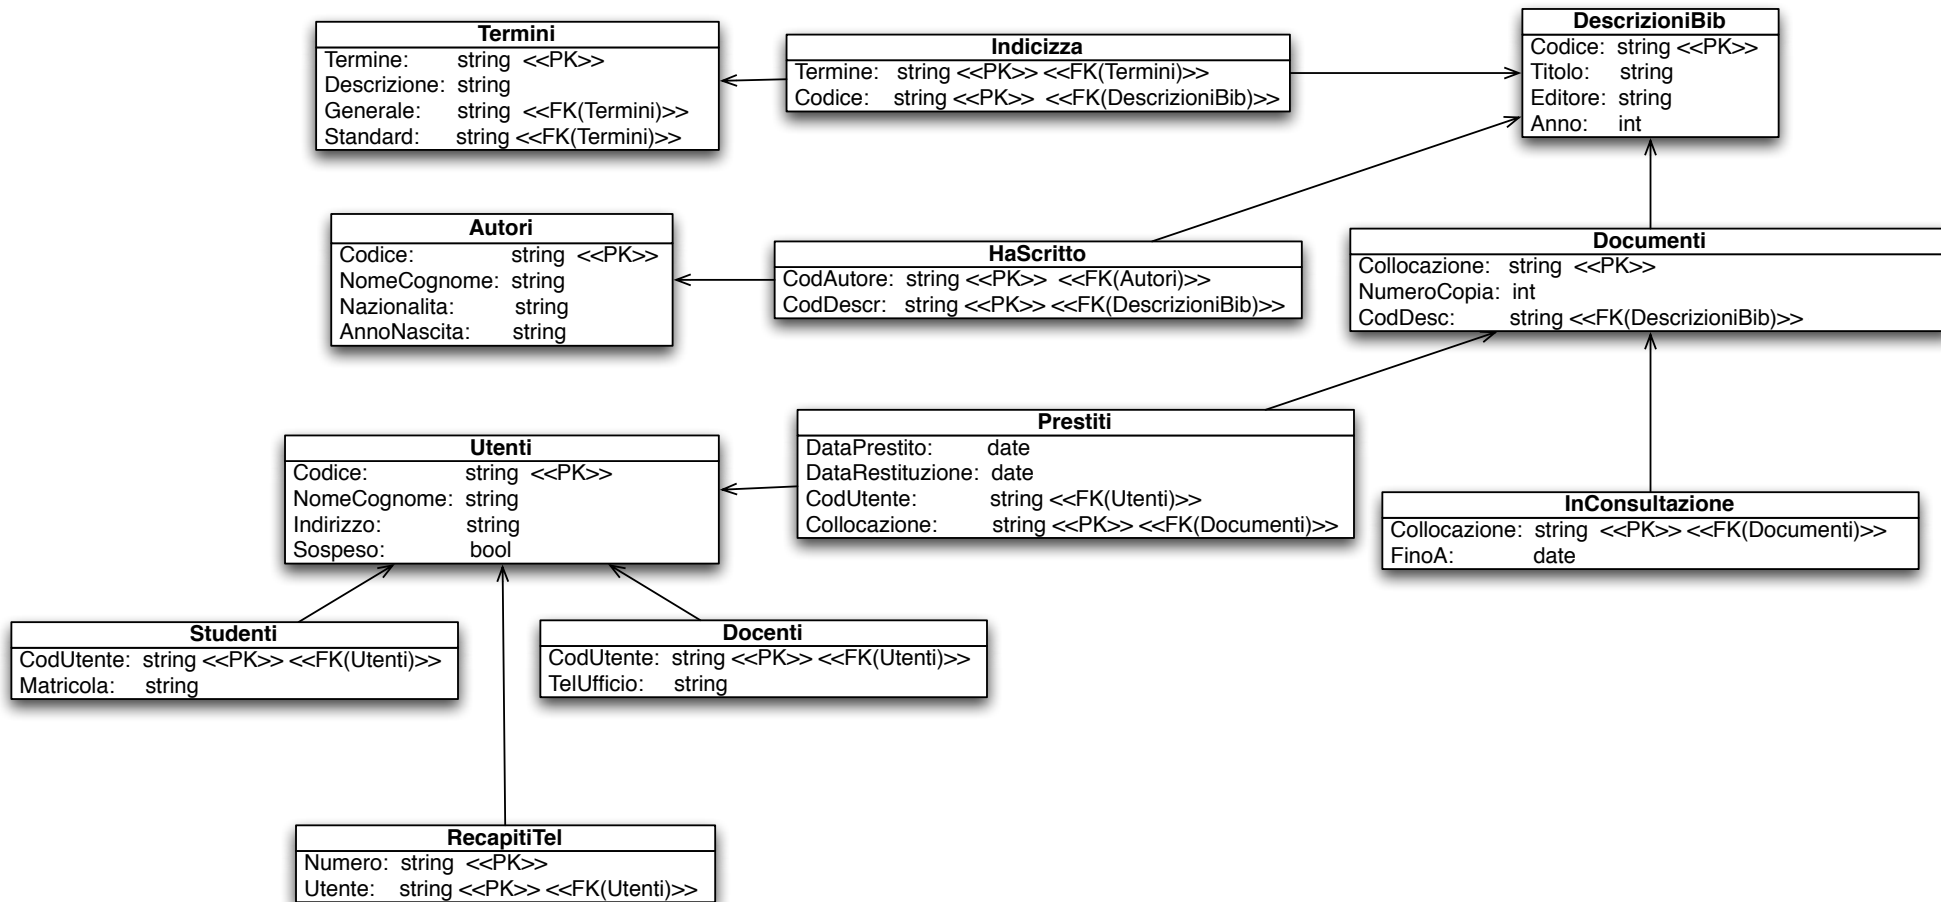 Termini
Termine: string <<PK>>
Descrizione: string
Generale: string <<FK(Termini)>>
Standard: string <<FK(Termini)>>
Indicizza
Termine: string <<PK>> <<FK(Termini)>>
Codice: string <<PK>> <<FK(DescrizioniBib)>>
DescrizioniBib
Codice: string <<PK>>
Titolo: string
Editore: string
Anno: int
Autori
Codice: string <<PK>>
NomeCognome: string
Nazionalita: string
AnnoNascita: string
HaScritto
CodAutore: string <<PK>> <<FK(Autori)>>
CodDescr: string <<PK>> <<FK(DescrizioniBib)>>
Documenti
Collocazione: string <<PK>>
NumeroCopia: int
CodDesc: string <<FK(DescrizioniBib)>>
Utenti
Codice: string <<PK>>
NomeCognome: string
Indirizzo: string
Sospeso: bool
Prestiti
DataPrestito: date
DataRestituzione: date
CodUtente: string <<FK(Utenti)>>
Collocazione: string <<PK>> <<FK(Documenti)>>
InConsultazione
Collocazione: string <<PK>> <<FK(Documenti)>>
FinoA: date
Studenti
CodUtente: string <<PK>> <<FK(Utenti)>>
Matricola: string
Docenti
CodUtente: string <<PK>> <<FK(Utenti)>>
TelUfficio: string
RecapitiTel
Numero: string <<PK>>
Utente: string <<PK>> <<FK(Utenti)>>